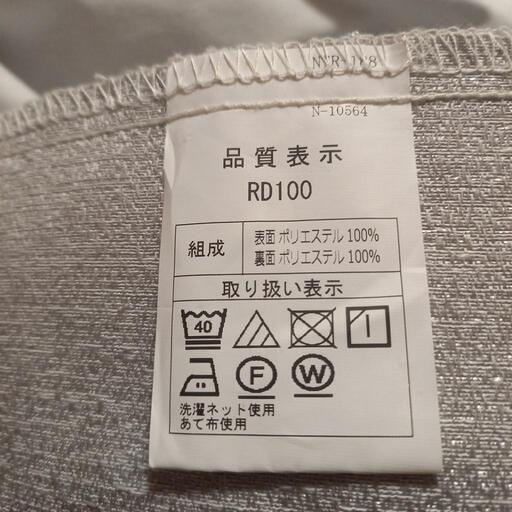 N-10564
品質表示
RD100
組成
表面 ポリエステル 100%
裏面 ポリエステル 100%
取り扱い表示
40
F W
洗濯ネット使用
あて布使用